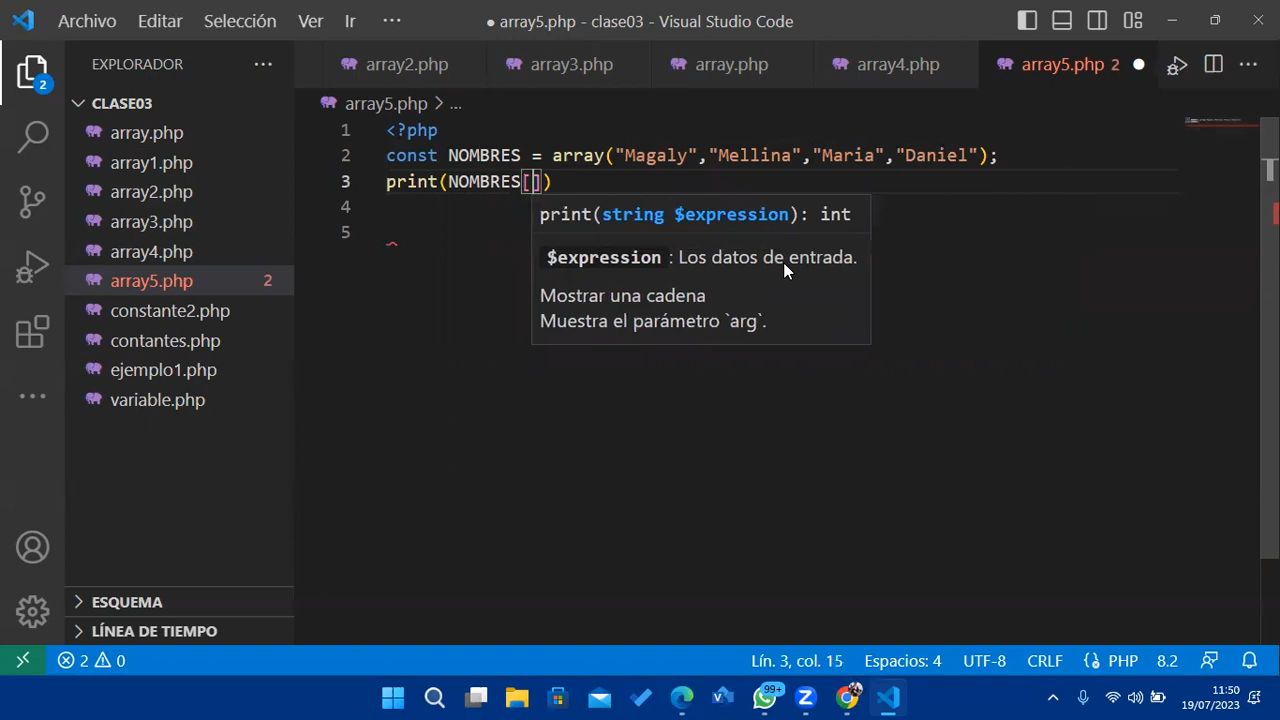 Archivo Editar Selección Ver Ir ··· ● array5.php - clase03 - Visual Studio Code
EXPLORADOR ···
array2.php array3.php array.php array4.php array5.php 2 ● ···
CLASE03
array5.php > ...
array.php
array1.php
array2.php
array3.php
array4.php
array5.php 2
constante2.php
contantes.php
ejemplo1.php
variable.php
1 <?php
2 const NOMBRES = array("Magaly","Mellina","Maria","Daniel");
3 print(NOMBRES[])
4
5
print(string $expression): int
$expression : Los datos de entrada.
Mostrar una cadena
Muestra el parámetro `arg`.
2
ESQUEMA
LÍNEA DE TIEMPO
2 0 Lín. 3, col. 15 Espacios: 4 UTF-8 CRLF {} PHP 8.2
99+
11:50
19/07/2023